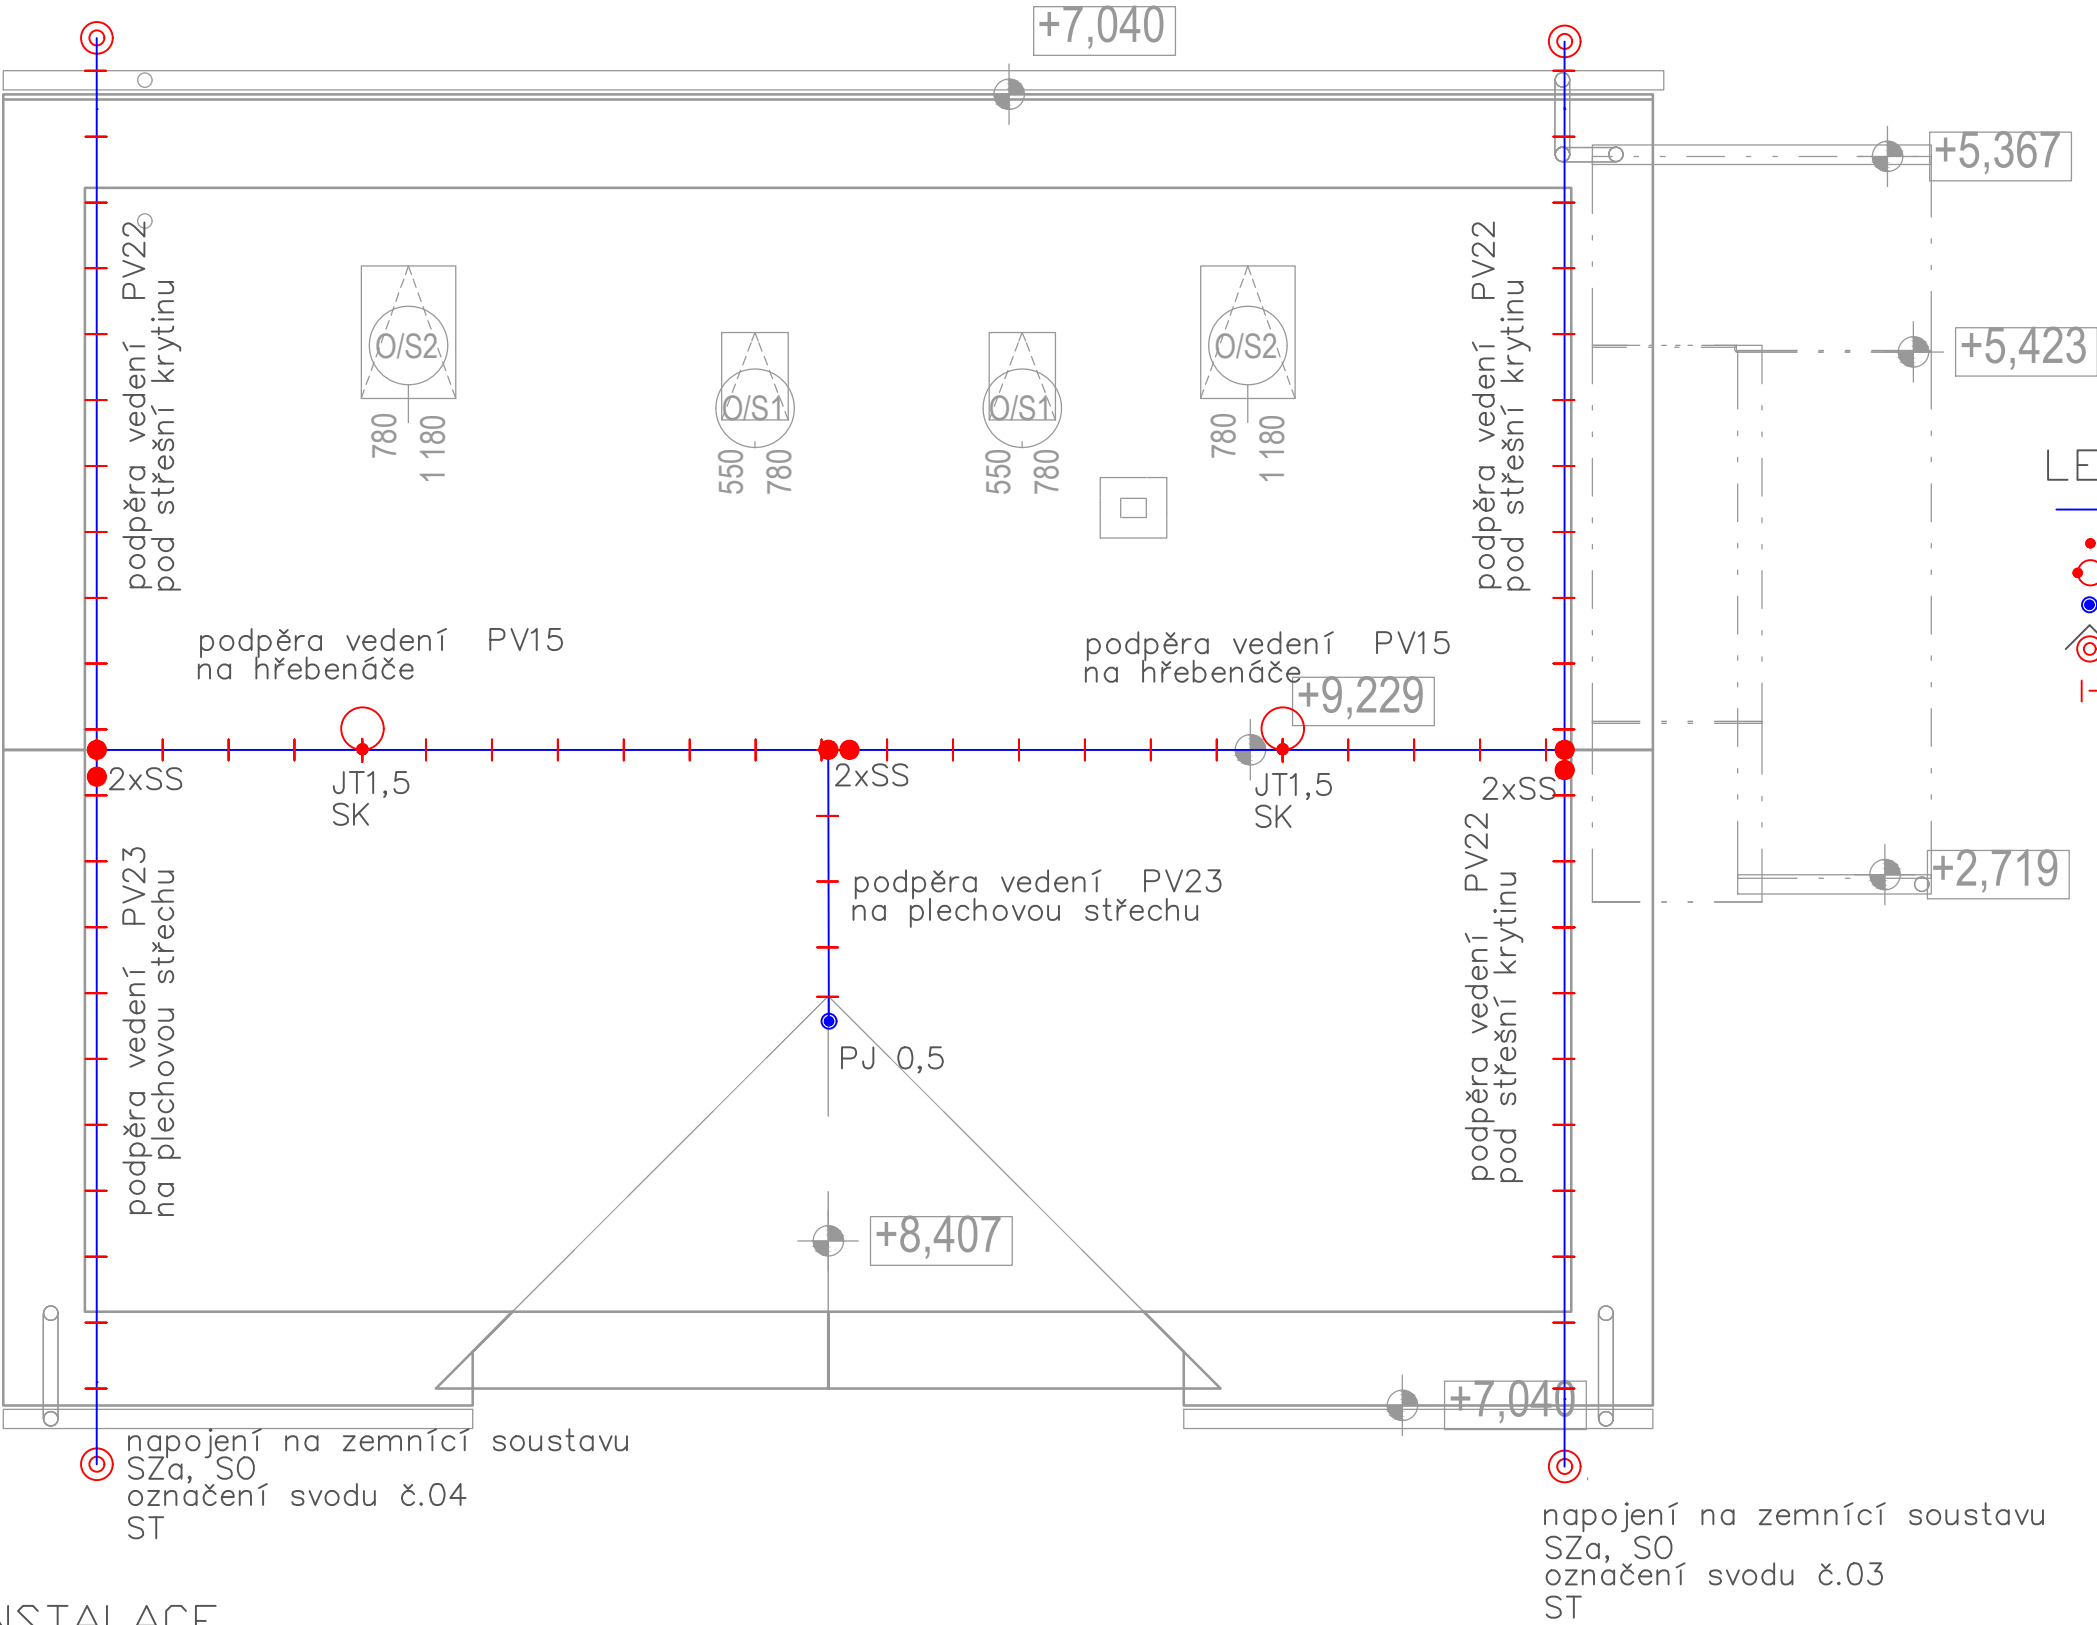 +7,040
+5,367
+5,423
podpěra vedení PV22
pod střešní krytinu
podpěra vedení PV22
pod střešní krytinu
O/S2
780
1 180
O/S1
550
780
O/S1
550
780
O/S2
780
1 180
LE
podpěra vedení PV15
na hřebenáče
podpěra vedení PV15
na hřebenáče
+9,229
2xSS
JT1,5
SK
2xSS
JT1,5
SK
2xSS
podpěra vedení PV23
na plechovou střechu
podpěra vedení PV23
na plechovou střechu
podpěra vedení PV22
pod střešní krytinu
+2,719
PJ 0,5
+8,407
+7,040
napojení na zemnící soustavu
SZa, SO
označení svodu č.04
ST
napojení na zemnící soustavu
SZa, SO
označení svodu č.03
ST